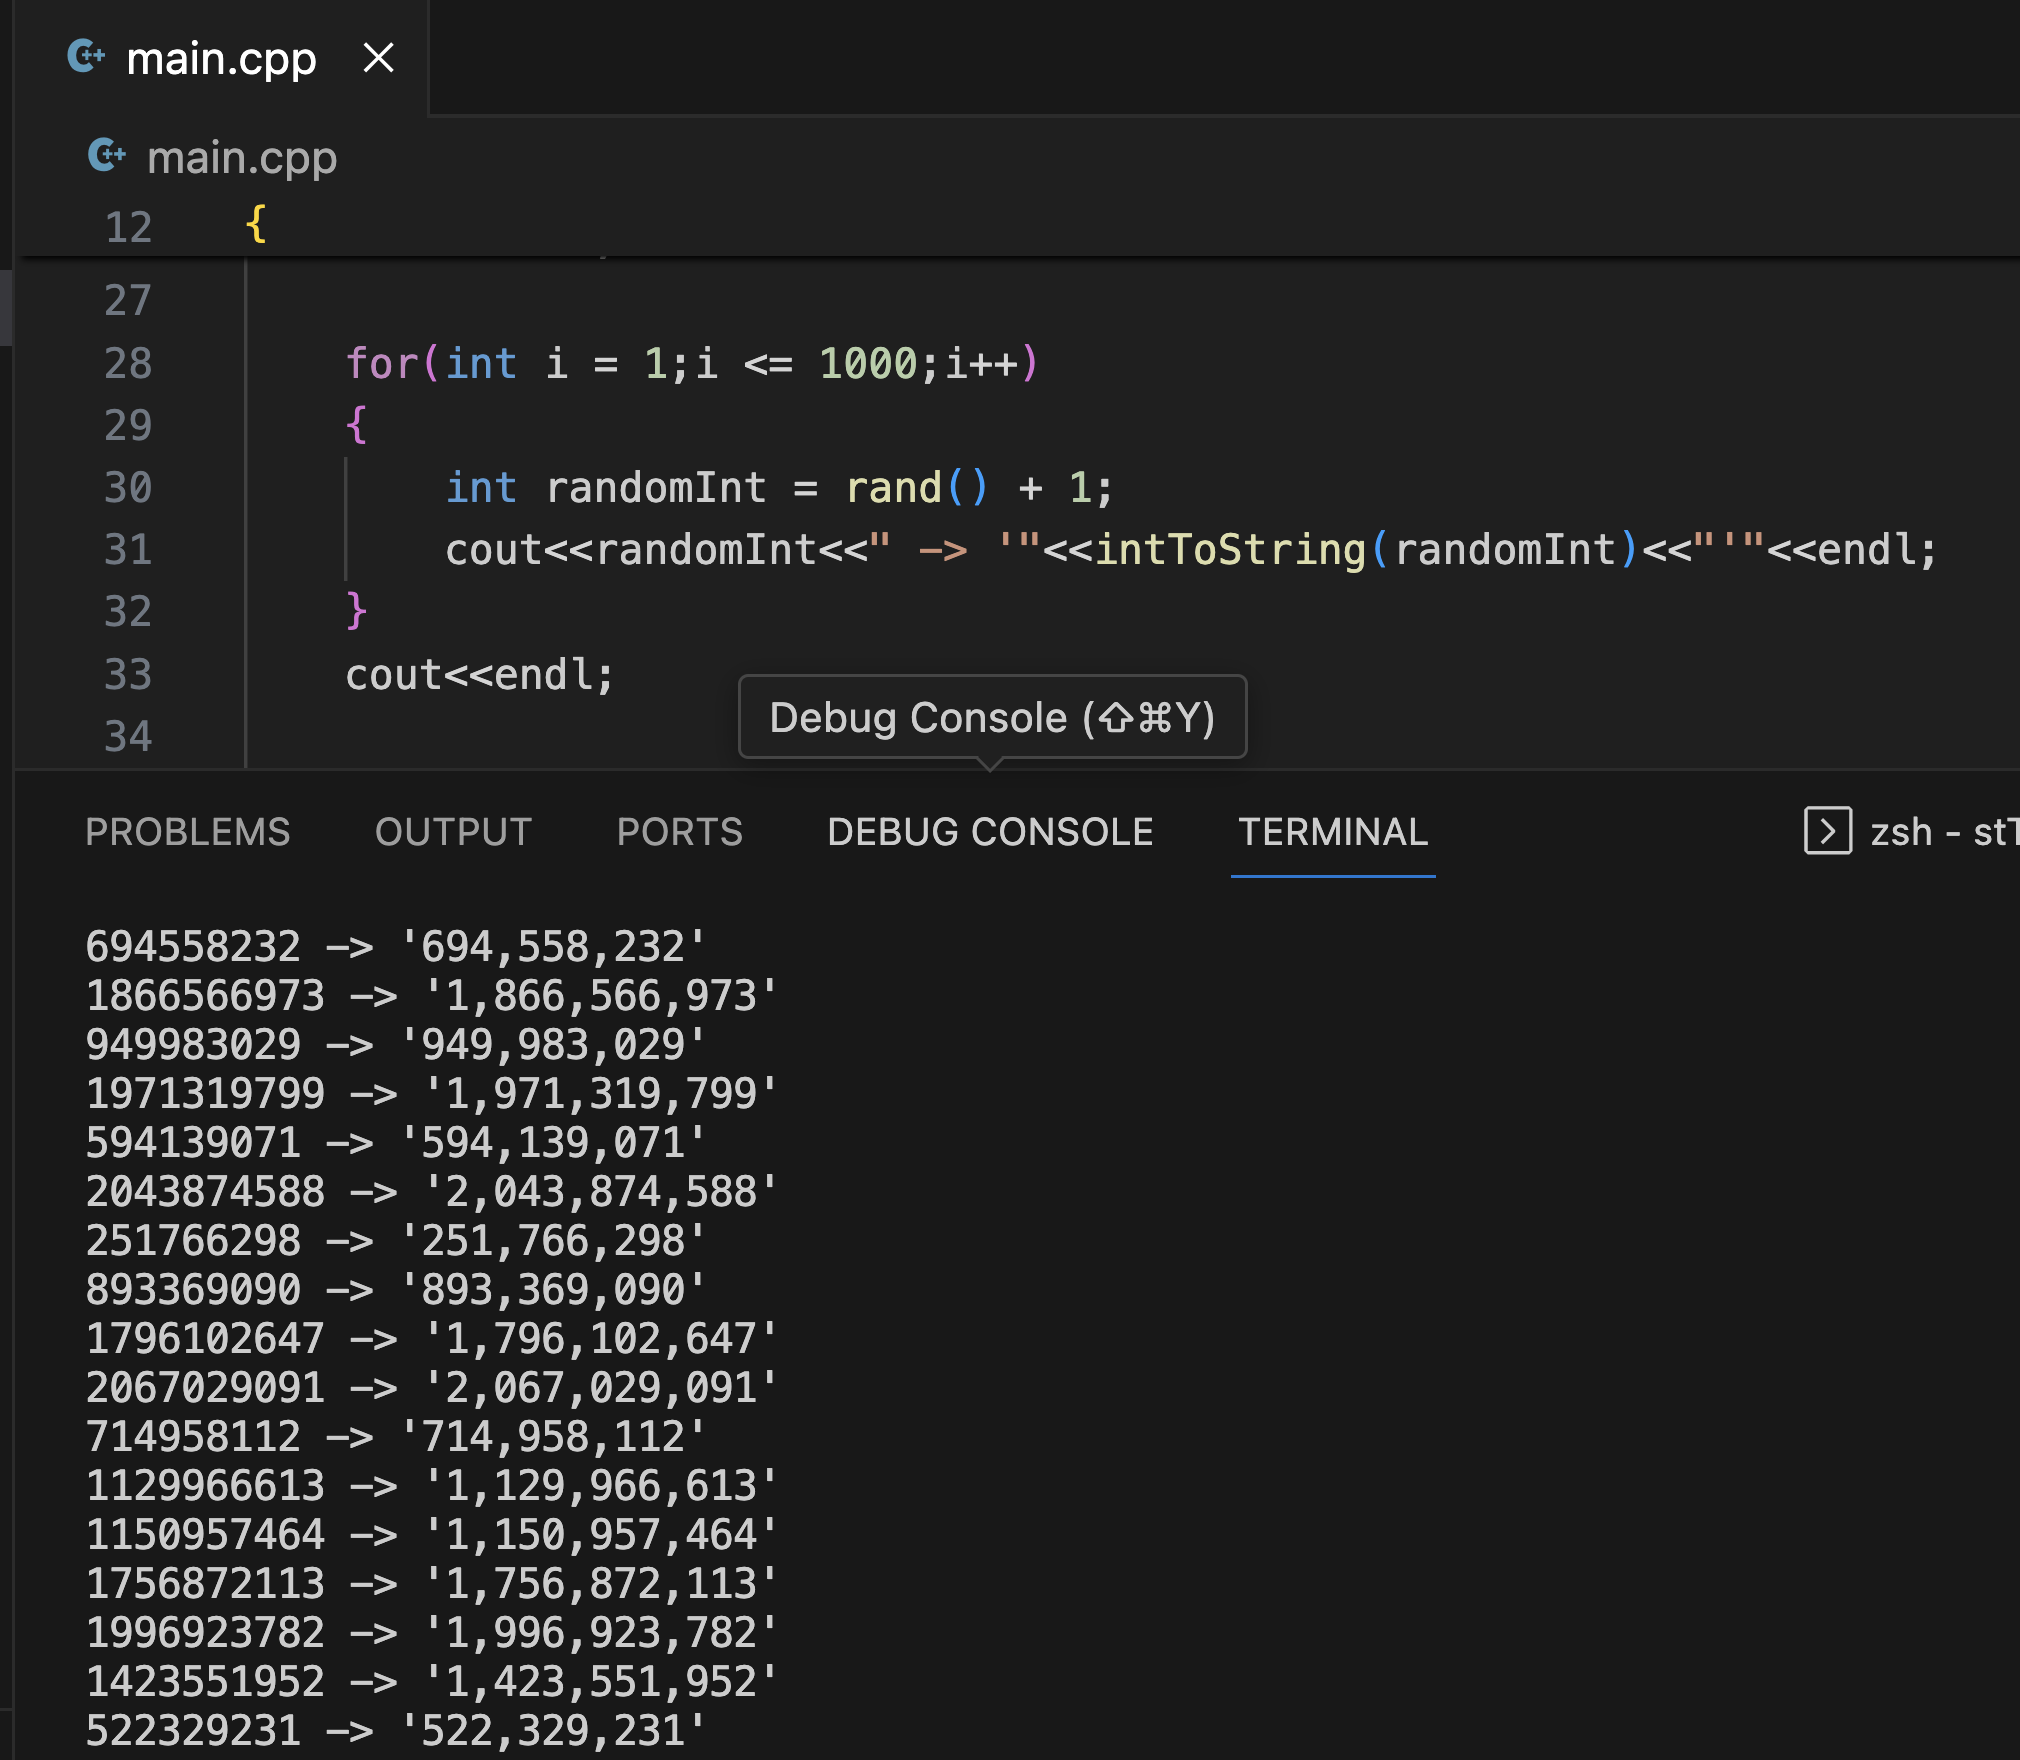 main.cpp
main.cpp
12 {
27
28 for(int i = 1;i <= 1000;i++)
29 {
30 int randomInt = rand() + 1;
31 cout<<randomInt<<" -> '"<<intToString(randomInt)<<"'"<<endl;
32 }
33 cout<<endl;
34
Debug Console (⇧⌘Y)
PROBLEMS OUTPUT PORTS DEBUG CONSOLE TERMINAL zsh - stT
694558232 -> '694,558,232'
1866566973 -> '1,866,566,973'
949983029 -> '949,983,029'
1971319799 -> '1,971,319,799'
594139071 -> '594,139,071'
2043874588 -> '2,043,874,588'
251766298 -> '251,766,298'
893369090 -> '893,369,090'
1796102647 -> '1,796,102,647'
2067029091 -> '2,067,029,091'
714958112 -> '714,958,112'
1129966613 -> '1,129,966,613'
1150957464 -> '1,150,957,464'
1756872113 -> '1,756,872,113'
1996923782 -> '1,996,923,782'
1423551952 -> '1,423,551,952'
522329231 -> '522,329,231'